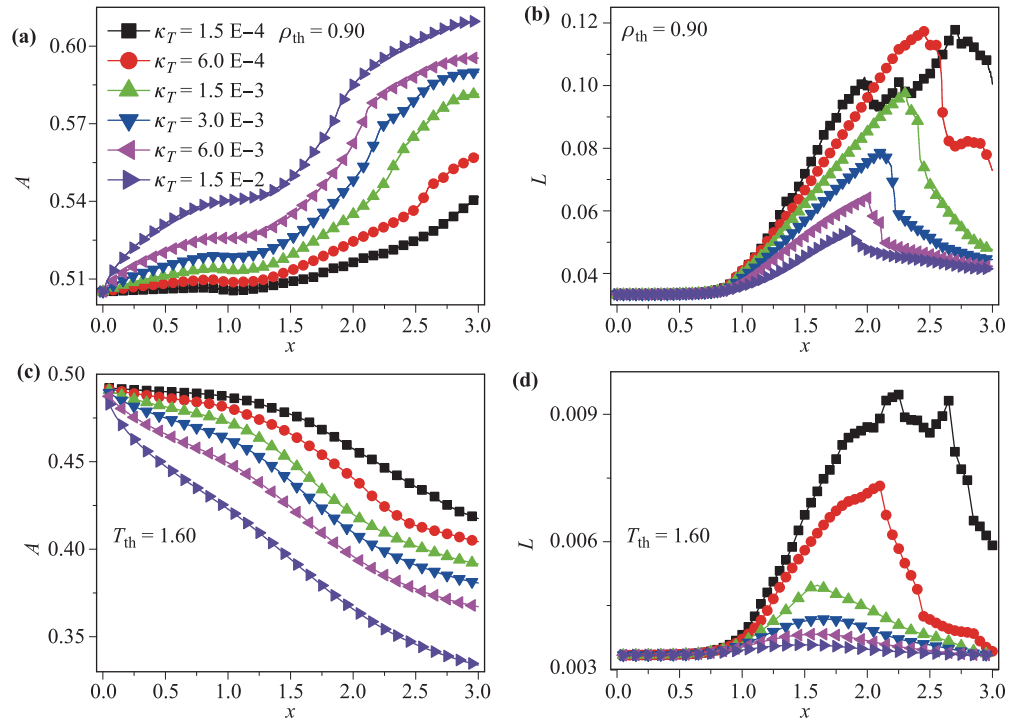 (a)
κT = 1.5 E−4
ρth = 0.90
κT = 6.0 E−4
κT = 1.5 E−3
κT = 3.0 E−3
κT = 6.0 E−3
κT = 1.5 E−2
0.60
0.57
0.54
0.51
A
0.0 0.5 1.0 1.5 2.0 2.5 3.0
x
(b)
ρth = 0.90
0.12
0.10
0.08
0.06
0.04
L
0.0 0.5 1.0 1.5 2.0 2.5 3.0
x
(c)
0.50
0.45
0.40
0.35
A
Tth = 1.60
0.0 0.5 1.0 1.5 2.0 2.5 3.0
x
(d)
0.009
0.006
0.003
L
Tth = 1.60
0.0 0.5 1.0 1.5 2.0 2.5 3.0
x